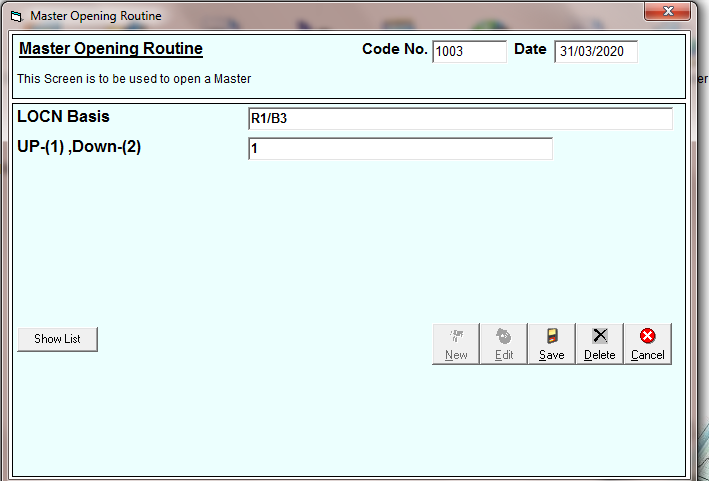 Master Opening Routine
Master Opening Routine Code No. 1003 Date 31/03/2020
This Screen is to be used to open a Master
er
LOCN Basis R1/B3
UP-(1) ,Down-(2) 1
Show List New Edit Save Delete Cancel